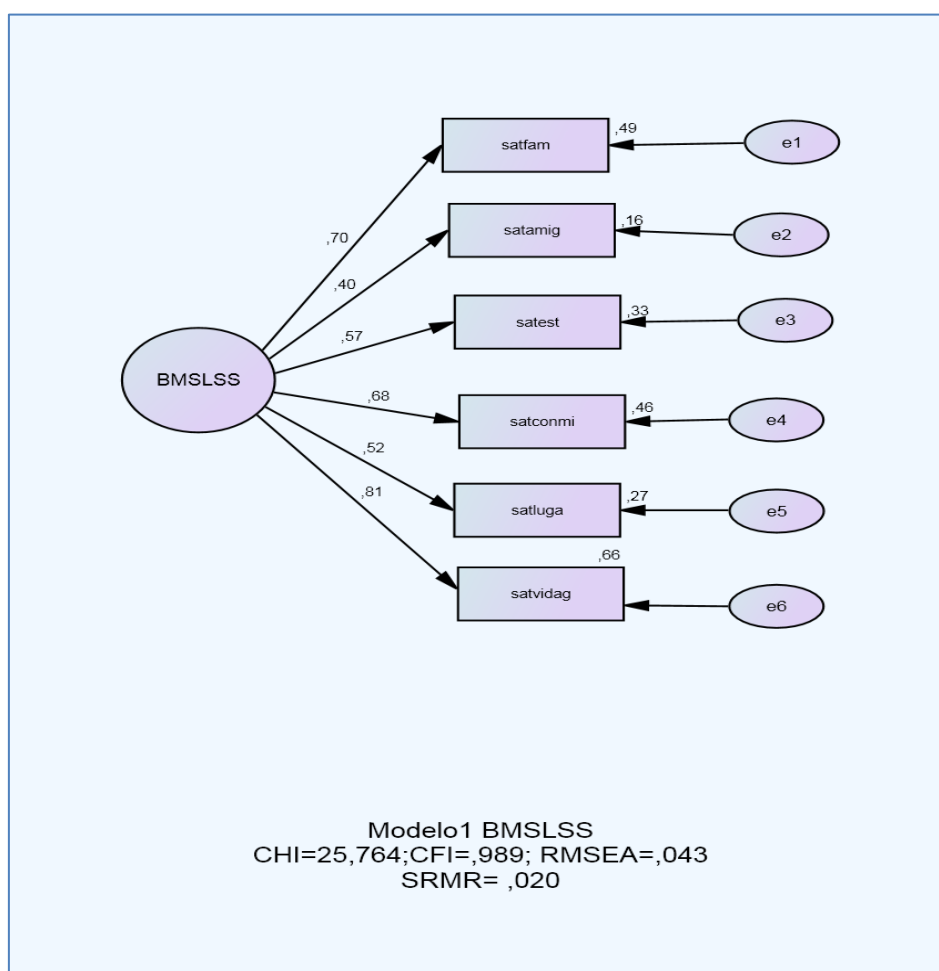 ,49
satfam
e1
,16
satamig
e2
,70
,40
,33
satest
e3
,57
BMSLSS
,68
,46
satconmi
e4
,52
,81
,27
satluga
e5
,66
satvidag
e6
Modelo1 BMSLSS
CHI=25,764;CFI=,989; RMSEA=,043
SRMR= ,020